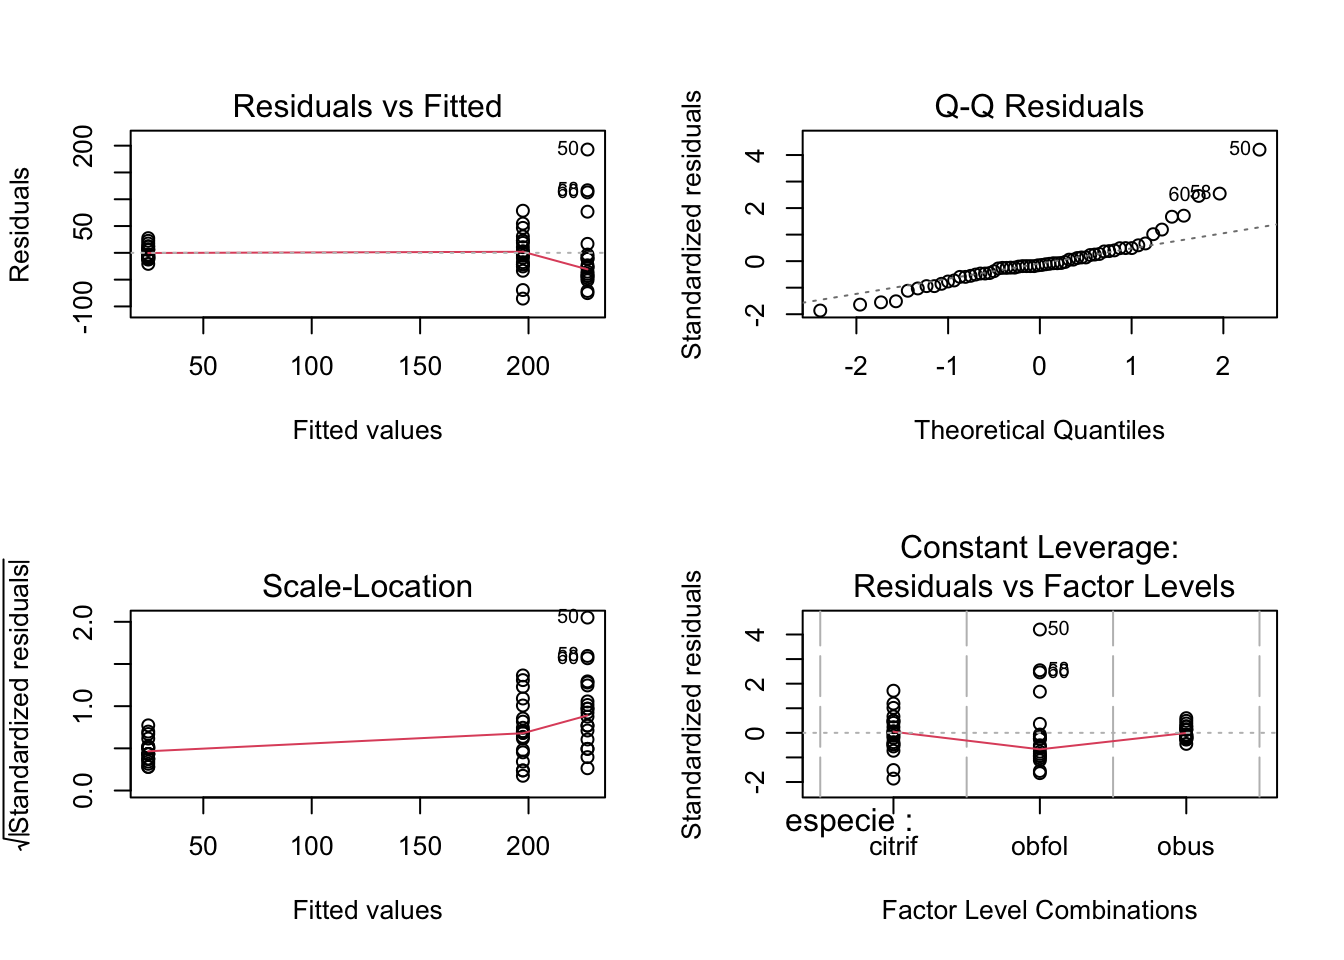 Residuals vs Fitted
Residuals
200
50
-100
50
58
60
50 100 150 200
Fitted values
Q-Q Residuals
Standardized residuals
4
2
0
-2
50
58
60
-2 -1 0 1 2
Theoretical Quantiles
Scale-Location
√|Standardized residuals|
2.0
1.0
0.0
50
58
60
50 100 150 200
Fitted values
Constant Leverage:
Residuals vs Factor Levels
Standardized residuals
4
2
0
-2
50
58
60
especie :
citrif obfol obus
Factor Level Combinations